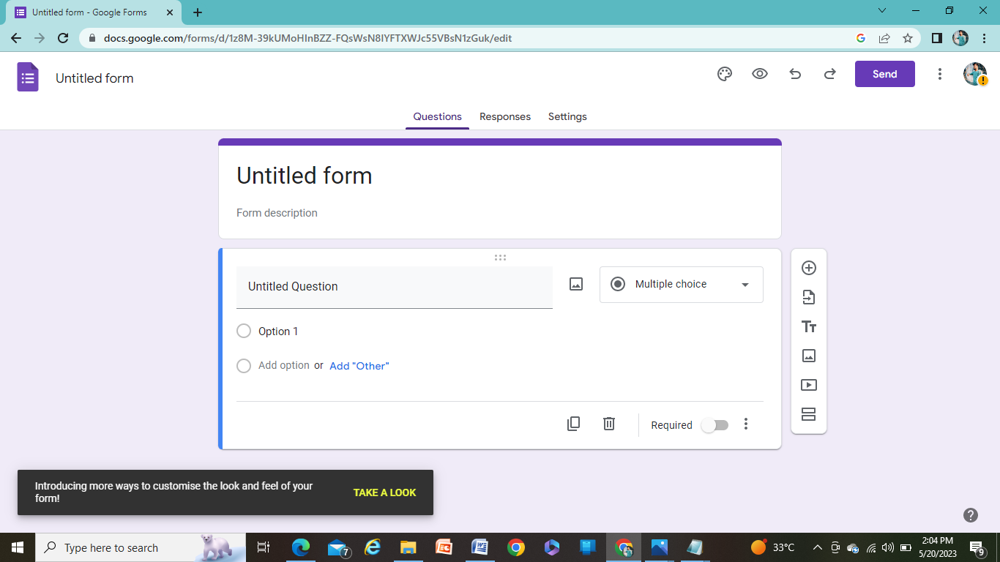 Untitled form - Google Forms
docs.google.com/forms/d/1z8M-39kUMoHInBZZ-FQsWsN8IYFTXWJc55VBsN1zGuk/edit
Untitled form
Send
Questions Responses Settings
Untitled form
Form description
Untitled Question
Multiple choice
Option 1
Add option or Add "Other"
Required
Introducing more ways to customise the look and feel of your
form!
TAKE A LOOK
Type here to search
7
33°C
2:04 PM
5/20/2023
9